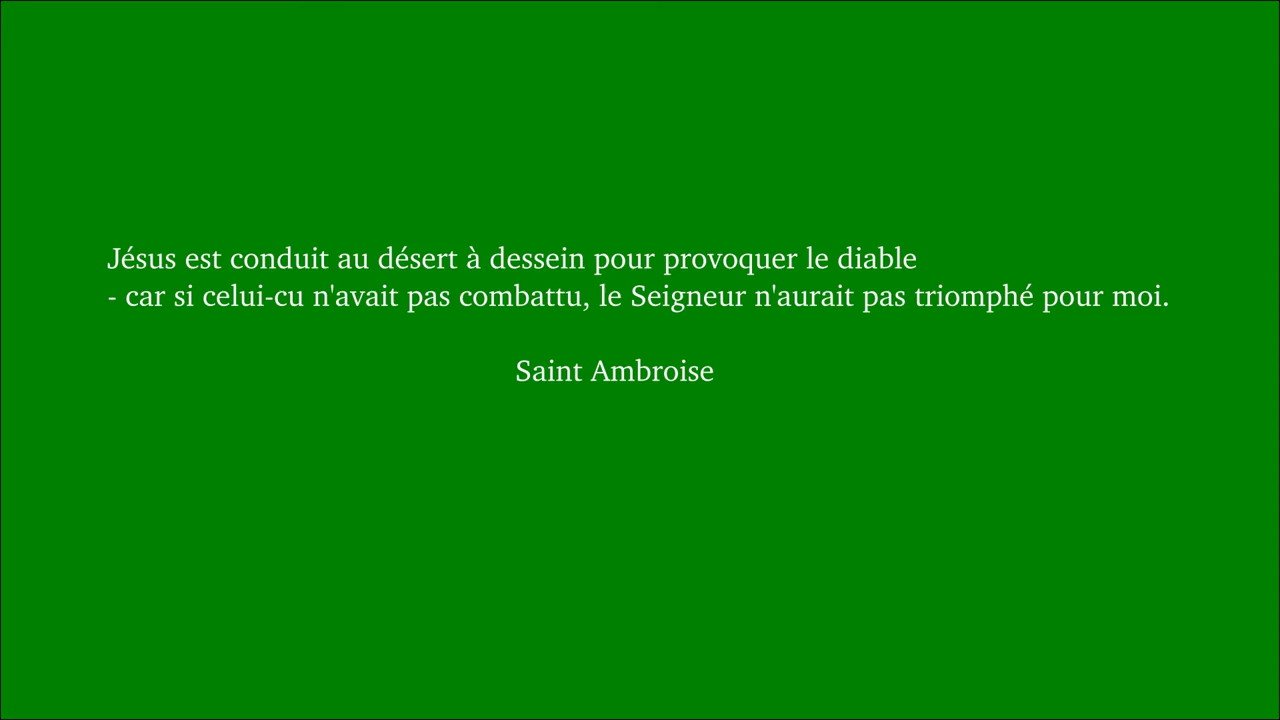 Jésus est conduit au désert à dessein pour provoquer le diable
- car si celui-cu n'avait pas combattu, le Seigneur n'aurait pas triomphé pour moi.
Saint Ambroise